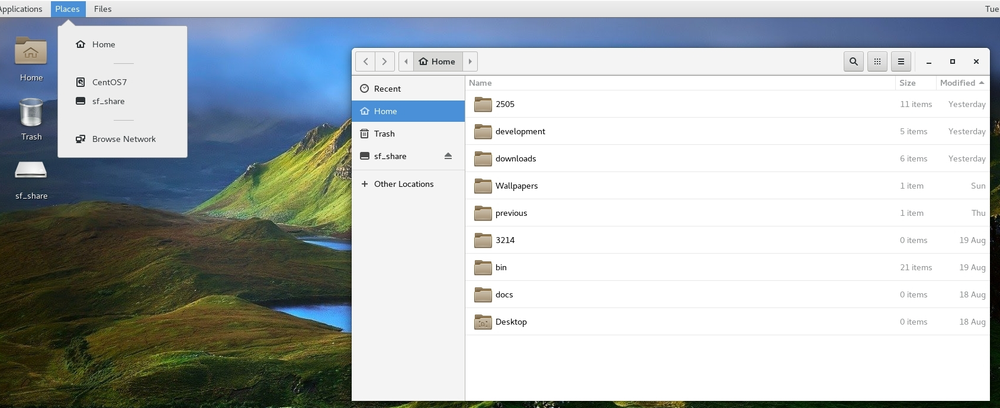 Applications Places Files Tue
Home
CentOS7
sf_share
Browse Network
Home
Trash
sf_share
Home
Recent
Home
Trash
sf_share
Other Locations
Name Size Modified
2505 11 items Yesterday
development 5 items Yesterday
downloads 6 items Yesterday
Wallpapers 1 item Sun
previous 1 item Thu
3214 0 items 19 Aug
bin 21 items 19 Aug
docs 0 items 18 Aug
Desktop 0 items 18 Aug